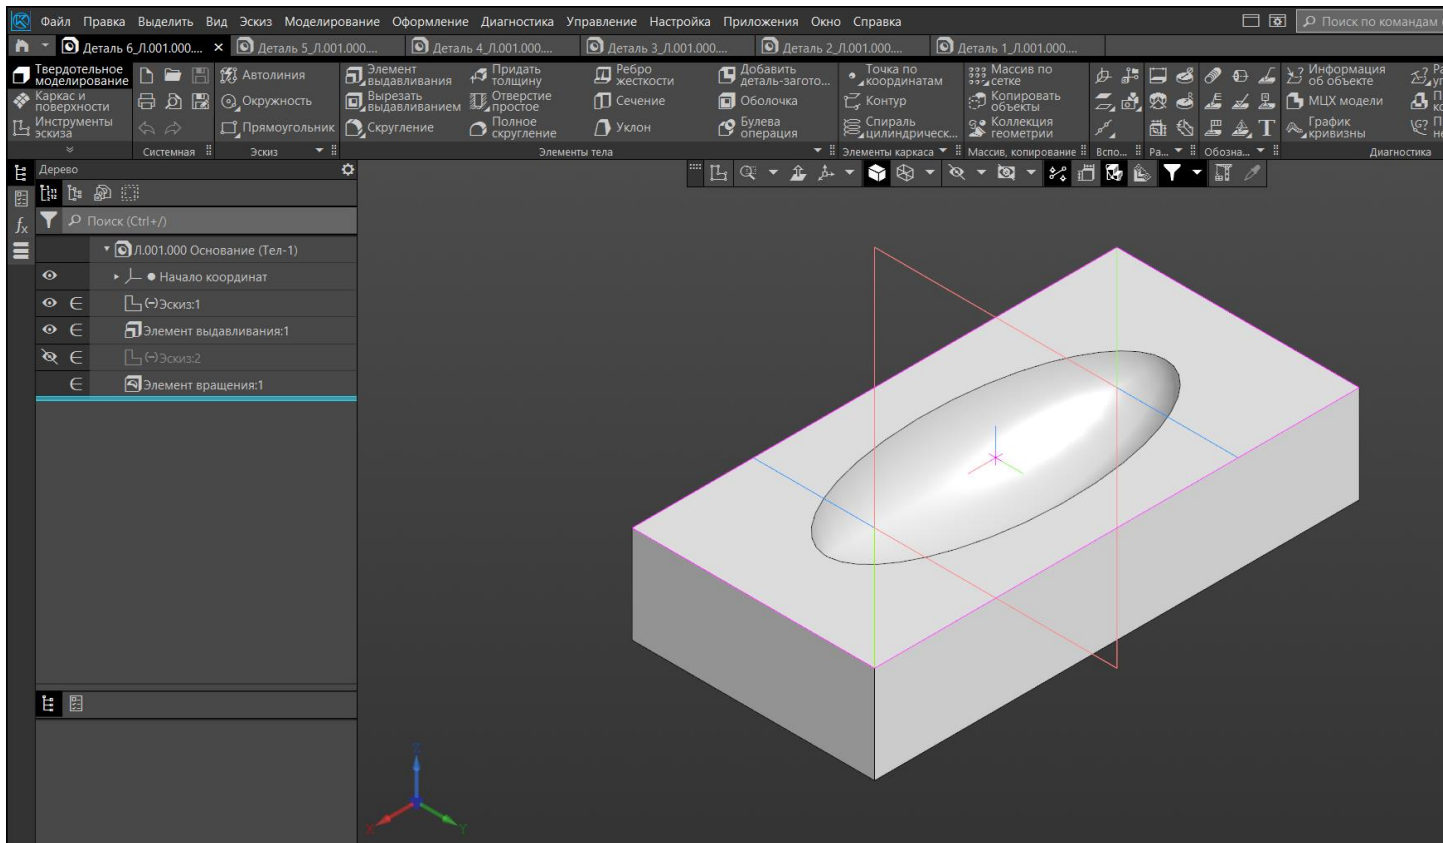 Файл Правка Выделить Вид Эскиз Моделирование Оформление Диагностика Управление Настройка Приложения Окно Справка
Поиск по командам
Деталь 6_Л.001.000.... Деталь 5_Л.001.000.... Деталь 4_Л.001.000.... Деталь 3_Л.001.000.... Деталь 2_Л.001.000.... Деталь 1_Л.001.000....
Твердотельное моделирование
Каркас и поверхности
Инструменты эскиза
Системная
Автолиния
Окружность
Прямоугольник
Эскиз
Элемент выдавливания
Вырезать выдавливанием
Скругление
Придать толщину
Отверстие простое
Полное скругление
Ребро жесткости
Сечение
Уклон
Добавить деталь-загото...
Оболочка
Булева операция
Элементы тела
Точка по координатам
Контур
Спираль цилиндрическ...
Элементы каркаса
Массив по сетке
Копировать объекты
Коллекция геометрии
Массив, копирование
Вспо...
Ра...
Обозна...
Информация об объекте
МЦХ модели
График кривизны
Диагностика
Дерево
Поиск (Ctrl+/)
Л.001.000 Основание (Тел-1)
Начало координат
(−)Эскиз:1
Элемент выдавливания:1
(−)Эскиз:2
Элемент вращения:1
Z
X
Y